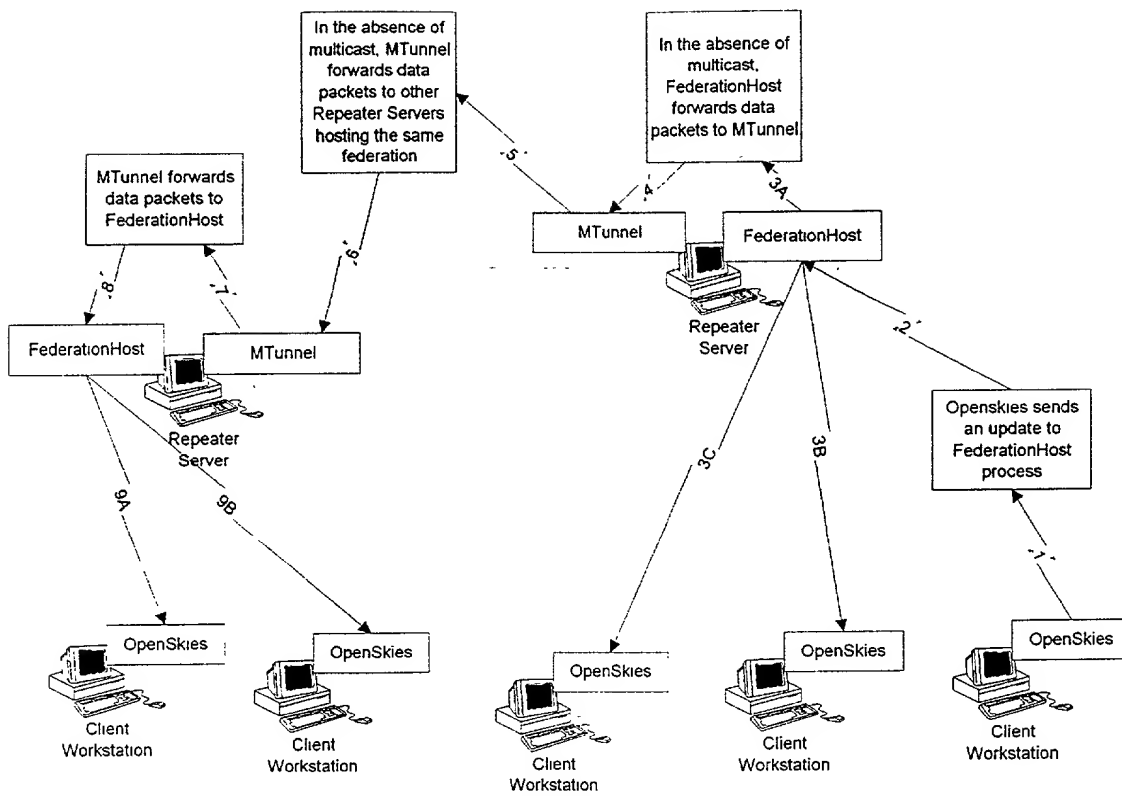 In the absence of
multicast, MTunnel
forwards data
packets to other
Repeater Servers
hosting the same
federation
In the absence of
multicast,
FederationHost
forwards data
packets to MTunnel
MTunnel forwards
data packets to
FederationHost
5
4
3A
MTunnel
FederationHost
8
7
6
Repeater
Server
2
FederationHost
MTunnel
Repeater
Server
Openskies sends
an update to
FederationHost
process
3C
3B
9A
9B
1
OpenSkies
OpenSkies
OpenSkies
OpenSkies
OpenSkies
Client
Workstation
Client
Workstation
Client
Workstation
Client
Workstation
Client
Workstation